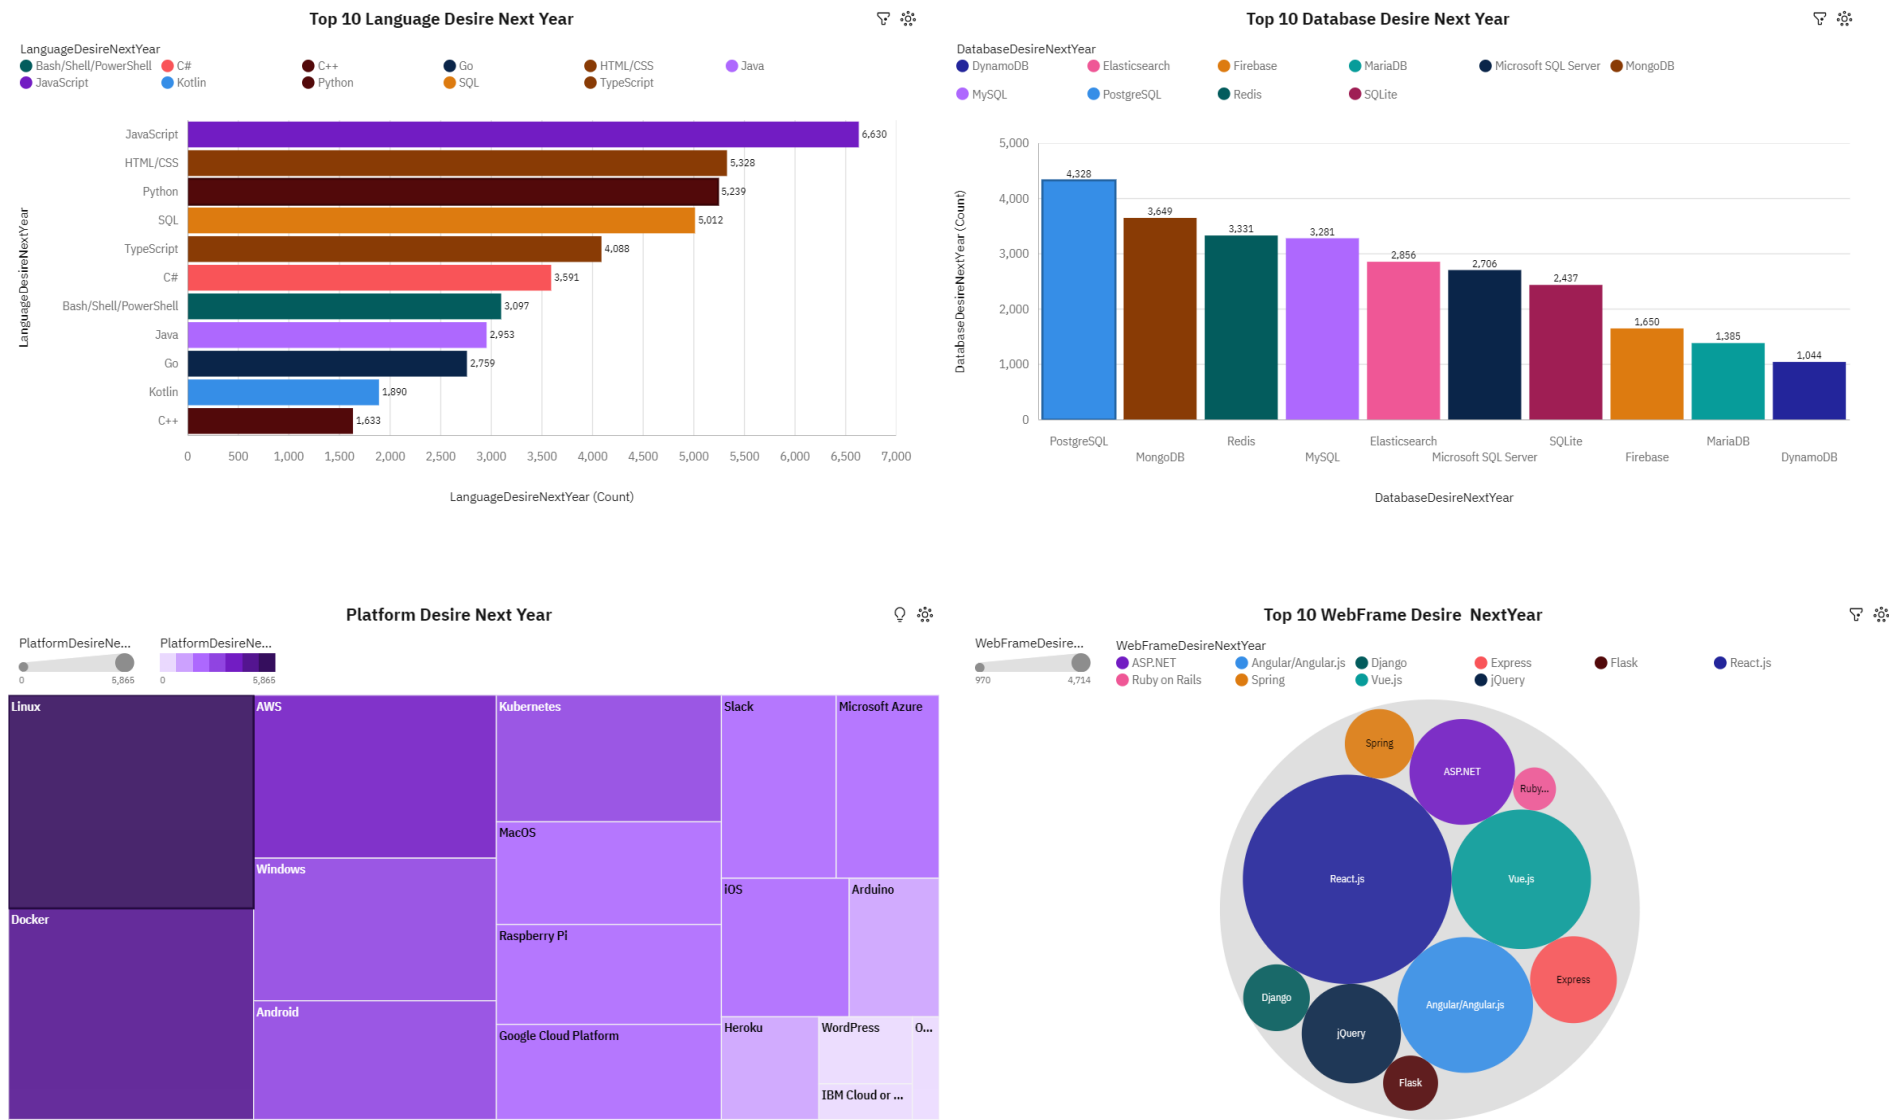 Top 10 Language Desire Next Year
LanguageDesireNextYear
Bash/Shell/PowerShell C# C++ Go HTML/CSS Java
JavaScript Kotlin Python SQL TypeScript
LanguageDesireNextYear
JavaScript 6,630
HTML/CSS 5,328
Python 5,239
SQL 5,012
TypeScript 4,088
C# 3,591
Bash/Shell/PowerShell 3,097
Java 2,953
Go 2,759
Kotlin 1,890
C++ 1,633
0 500 1,000 1,500 2,000 2,500 3,000 3,500 4,000 4,500 5,000 5,500 6,000 6,500 7,000
LanguageDesireNextYear (Count)
Top 10 Database Desire Next Year
DatabaseDesireNextYear
DynamoDB Elasticsearch Firebase MariaDB Microsoft SQL Server MongoDB
MySQL PostgreSQL Redis SQLite
DatabaseDesireNextYear (Count)
5,000
4,000
3,000
2,000
1,000
0
4,328 3,649 3,331 3,281 2,856 2,706 2,437 1,650 1,385 1,044
PostgreSQL MongoDB Redis MySQL Elasticsearch Microsoft SQL Server SQLite Firebase MariaDB DynamoDB
DatabaseDesireNextYear
Platform Desire Next Year
PlatformDesireNe... PlatformDesireNe...
0 5,865 0 5,865
Linux
Docker
AWS
Windows
Android
Kubernetes
MacOS
Raspberry Pi
Google Cloud Platform
Slack
Microsoft Azure
iOS
Arduino
Heroku
WordPress
O...
IBM Cloud or ...
Top 10 WebFrame Desire NextYear
WebFrameDesire...
970 4,714
WebFrameDesireNextYear
ASP.NET Angular/Angular.js Django Express Flask React.js
Ruby on Rails Spring Vue.js jQuery
Spring
ASP.NET
Ruby...
React.js
Vue.js
Express
Django
Angular/Angular.js
jQuery
Flask